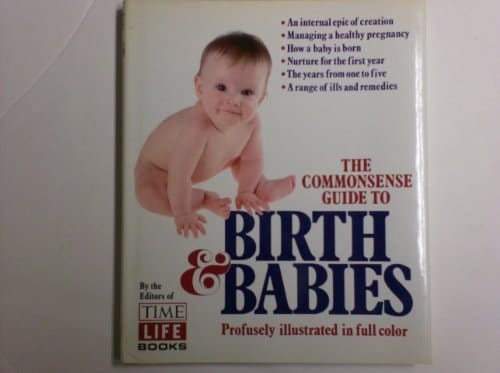 • An internal epic of creation
• Managing a healthy pregnancy
• How a baby is born
• Nurture for the first year
• The years from one to five
• A range of ills and remedies
THE
COMMONSENSE
GUIDE TO
BIRTH
& BABIES
Profusely illustrated in full color
By the
Editors of
TIME
LIFE
BOOKS